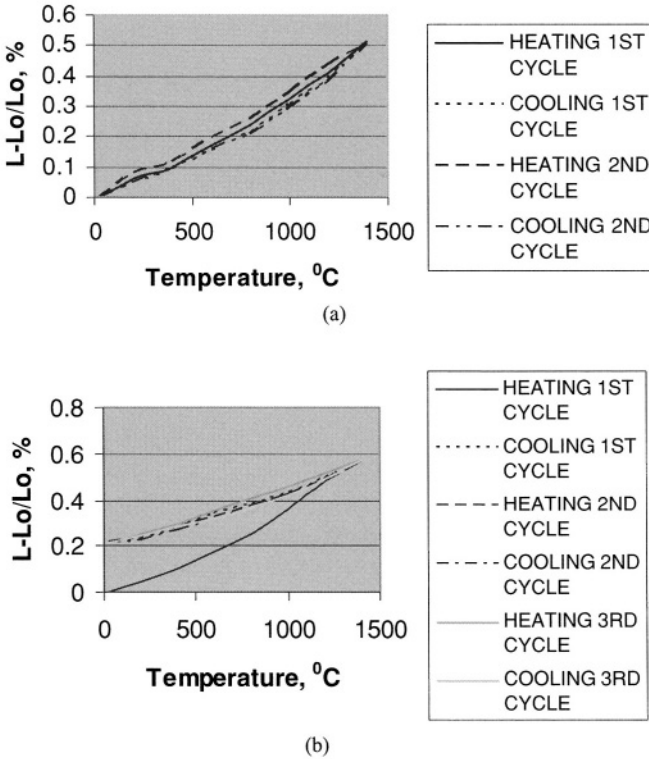 L-Lo/Lo, %
0.6
0.5
0.4
0.3
0.2
0.1
0
0 500 1000 1500
Temperature, ⁰C
HEATING 1ST
CYCLE
COOLING 1ST
CYCLE
HEATING 2ND
CYCLE
COOLING 2ND
CYCLE
(a)
L-Lo/Lo, %
0.8
0.6
0.4
0.2
0
0 500 1000 1500
Temperature, ⁰C
HEATING 1ST
CYCLE
COOLING 1ST
CYCLE
HEATING 2ND
CYCLE
COOLING 2ND
CYCLE
HEATING 3RD
CYCLE
COOLING 3RD
CYCLE
(b)